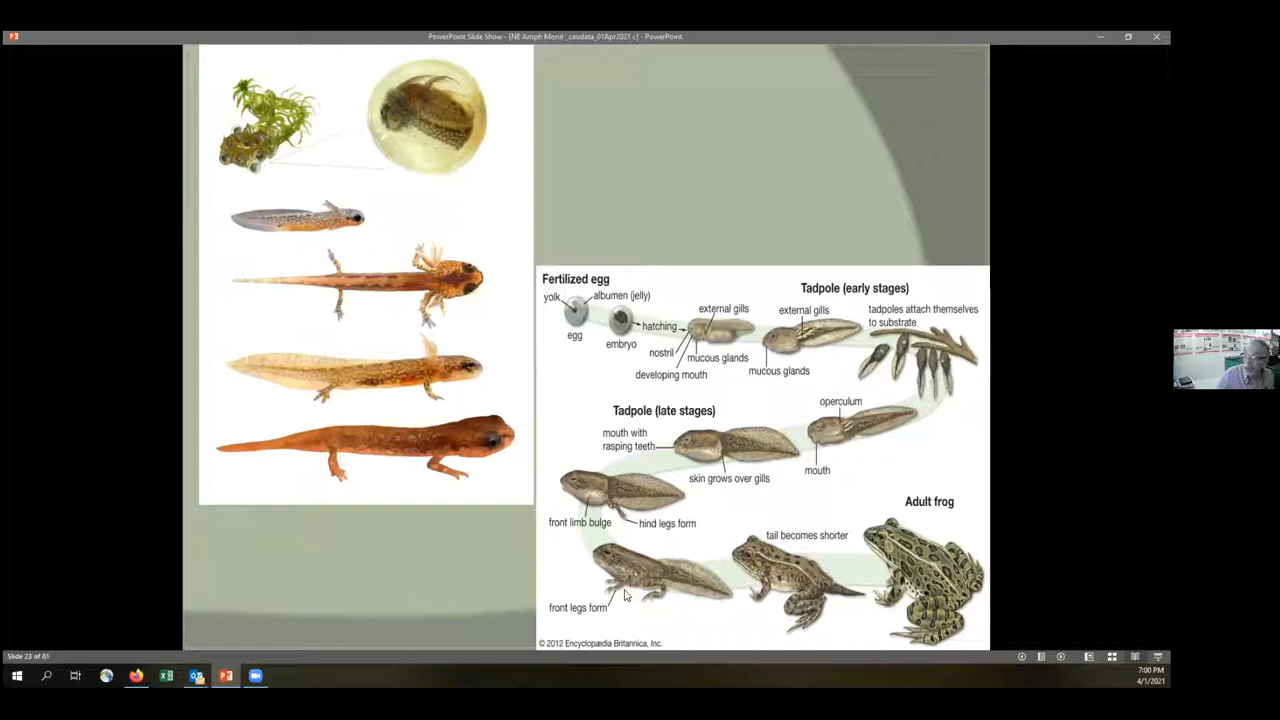 PowerPoint Slide Show - [NE Amph Monit _caudata_01Apr2021 c] - PowerPoint
Fertilized egg
yolk
albumen (jelly)
egg
embryo
hatching
nostril
developing mouth
external gills
mucous glands
Tadpole (early stages)
external gills
mucous glands
tadpoles attach themselves
to substrate
operculum
mouth
Tadpole (late stages)
mouth with
rasping teeth
skin grows over gills
front limb bulge
hind legs form
front legs form
tail becomes shorter
Adult frog
© 2012 Encyclopædia Britannica, Inc.
Slide 23 of 81
7:00 PM
4/1/2021